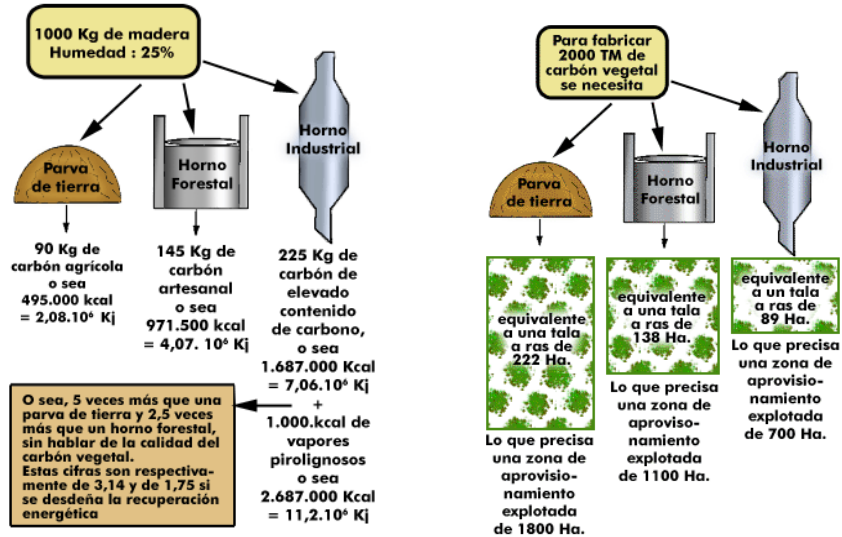 1000 Kg de madera
Humedad : 25%
Parva
de tierra
Horno
Forestal
Horno
Industrial
90 Kg de
carbón agrícola
o sea
495.000 kcal
= 2,08.10⁶ Kj
145 Kg de
carbón
artesanal
o sea
971.500 kcal
= 4,07. 10⁶ Kj
225 Kg de
carbón de
elevado
contenido
de carbono,
o sea
1.687.000 Kcal
= 7,06.10⁶ Kj
+
1.000.kcal de
vapores
pirolignosos
o sea
2.687.000 Kcal
= 11,2.10⁶ Kj
O sea, 5 veces más que una
parva de tierra y 2,5 veces
más que un horno forestal,
sin hablar de la calidad del
carbón vegetal.
Estas cifras son respectiva-
mente de 3,14 y de 1,75 si
se desdeña la recuperación
energética
Para fabricar
2000 TM de
carbón vegetal
se necesita
Parva
de tierra
Horno
Forestal
Horno
Industrial
equivalente
a una tala
a ras de
222 Ha.
Lo que precisa
una zona de
aprovisio-
namiento
explotada
de 1800 Ha.
equivalente
a una tala
a ras de
138 Ha.
Lo que precisa
una zona de
aproviso-
namiento
explotada
de 1100 Ha.
equivalente
a un tala
a ras de
89 Ha.
Lo que precisa
una zona de
aprovisio-
namiento
explotada
de 700 Ha.